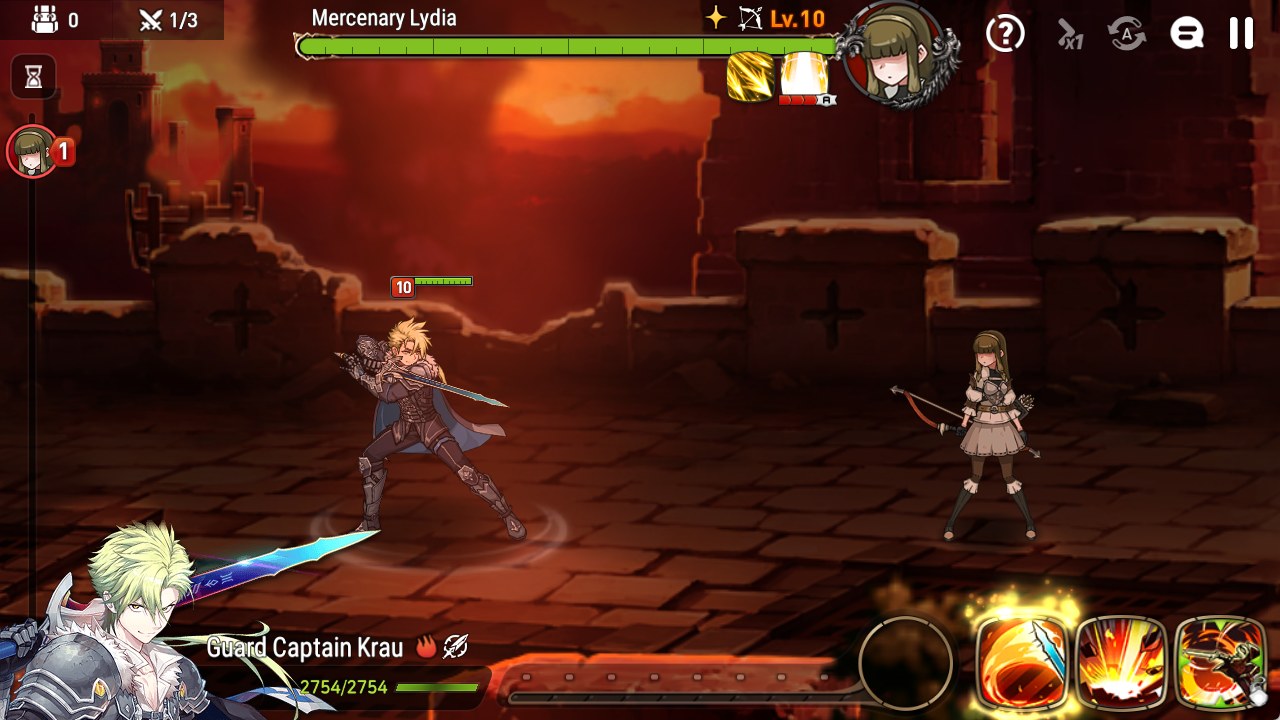 0
1/3
Mercenary Lydia
Lv.10
?
X1
A
A
1
10
Guard Captain Krau
2754/2754